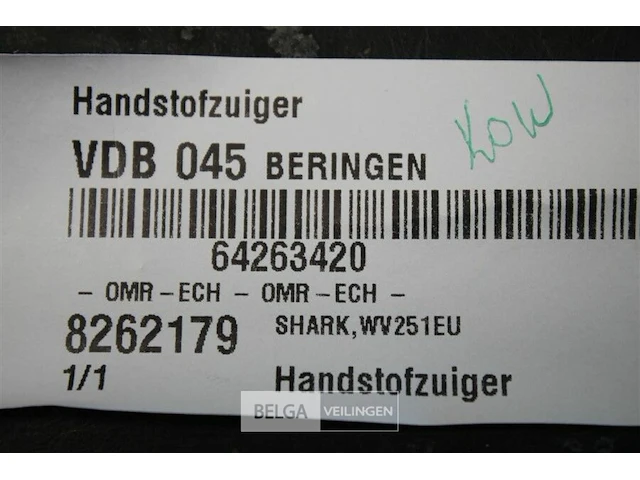 Handstofzuiger
KOW
VDB 045 BERINGEN
64263420
- OMR-ECH - OMR-ECH -
8262179 SHARK,WV251EU
1/1 Handstofzuiger
BELGA VEILINGEN